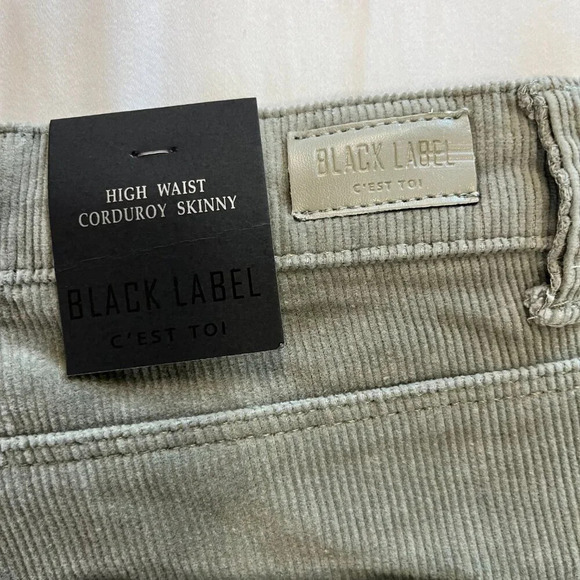 HIGH WAIST
CORDUROY SKINNY
BLACK LABEL
C'EST TOI
BLACK LABEL
C'EST TOI